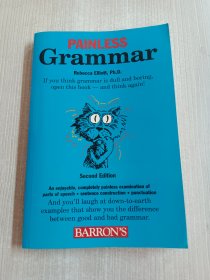 PAINLESS
Grammar
Rebecca Elliott, Ph.D.
If you think grammar is dull and boring,
open this book — and think again!
Second Edition
An enjoyable, completely painless examination of
parts of speech • sentence construction • punctuation
And you'll laugh at down-to-earth
examples that show you the difference
between good and bad grammar
BARRON'S